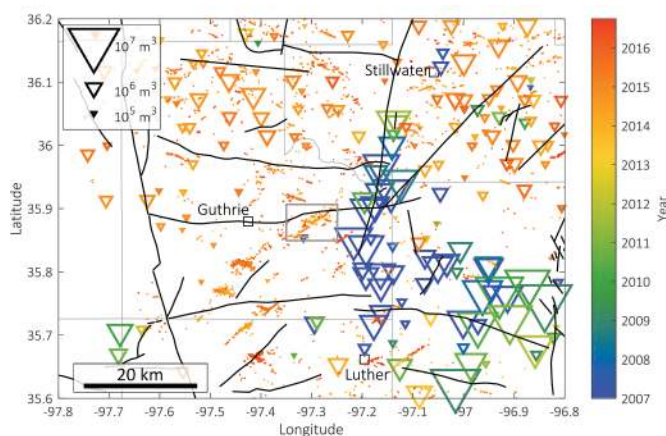 36.2
36.1
36
35.9
35.8
35.7
35.6
Latitude
10⁷ m³
10⁶ m³
10⁵ m³
Stillwater
Guthrie
Luther
20 km
-97.8 -97.7 -97.6 -97.5 -97.4 -97.3 -97.2 -97.1 -97 -96.9 -96.8
Longitude
2016
2015
2014
2013
2012
2011
2010
2009
2008
2007
Year